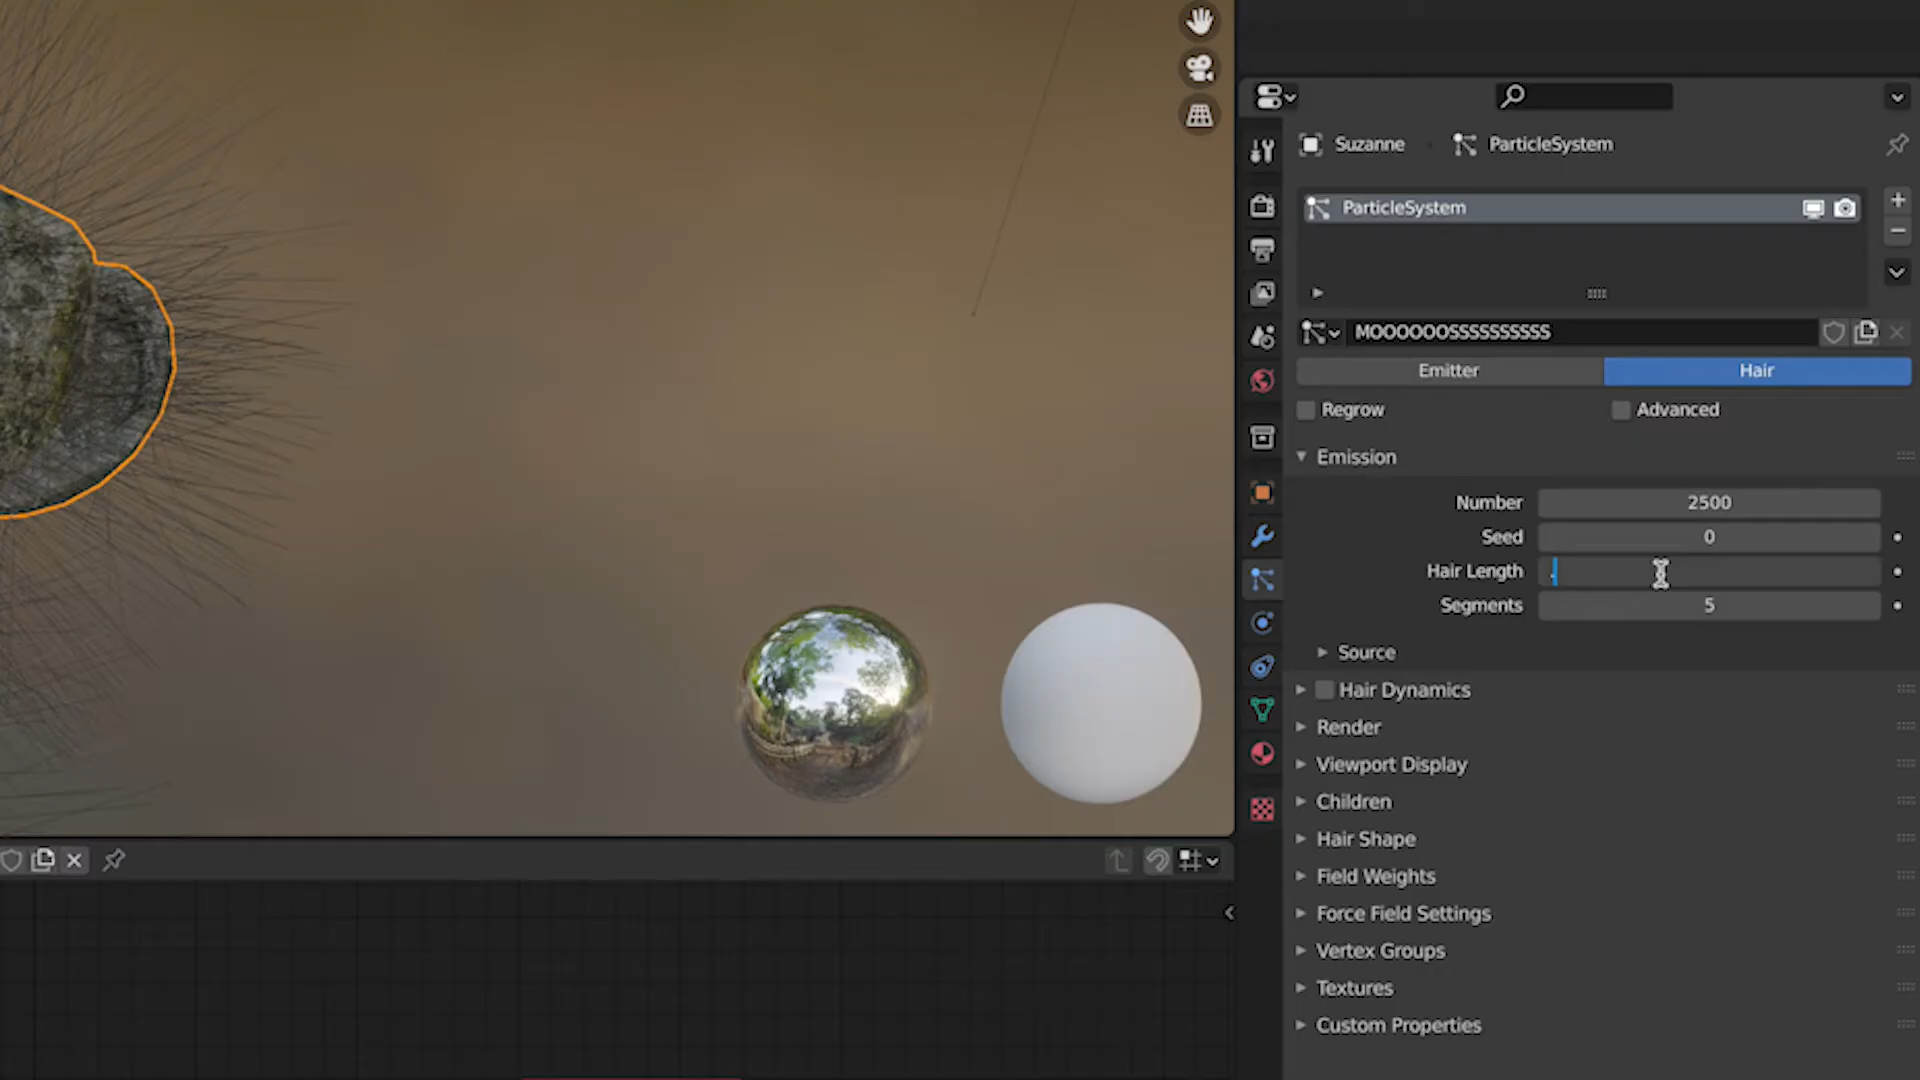 Suzanne ParticleSystem
ParticleSystem
MOOOOOOSSSSSSSSSS
Emitter Hair
Regrow Advanced
Emission
Number 2500
Seed 0
Hair Length .
Segments 5
Source
Hair Dynamics
Render
Viewport Display
Children
Hair Shape
Field Weights
Force Field Settings
Vertex Groups
Textures
Custom Properties